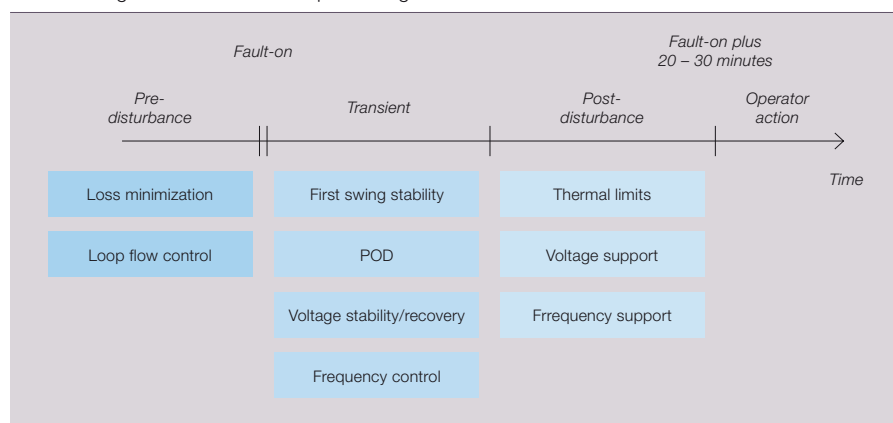 Fault-on
Fault-on plus
20 – 30 minutes
Pre-
disturbance
Transient
Post-
disturbance
Operator
action
Time
Loss minimization
First swing stability
Thermal limits
Loop flow control
POD
Voltage support
Voltage stability/recovery
Frrequency support
Frequency control